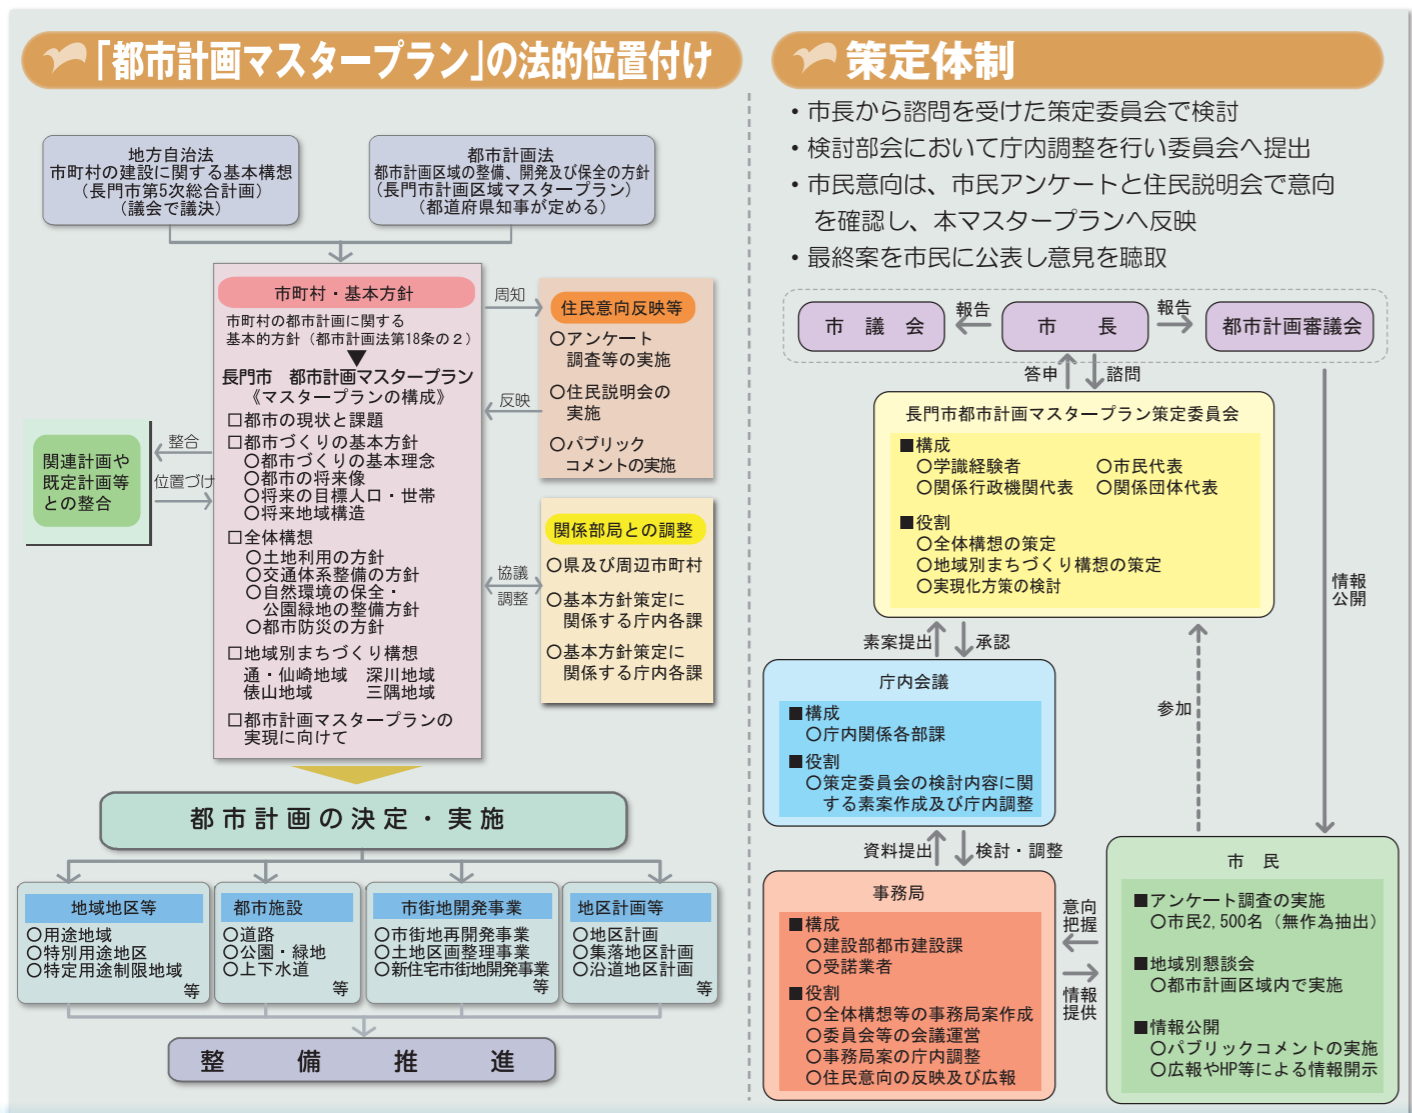 「都市計画マスタープラン」の法的位置付け
地方自治法
市町村の建設に関する基本構想
（長門市第5次総合計画）
（議会で議決）
都市計画法
都市計画区域の整備、開発及び保全の方針
（長門市計画区域マスタープラン）
（都道府県知事が定める）
市町村・基本方針
市町村の都市計画に関する
基本的方針（都市計画法第18条の２）
▼
長門市　都市計画マスタープラン
《マスタープランの構成》
□都市の現状と課題
□都市づくりの基本方針
○都市づくりの基本理念
○都市の将来像
○将来の目標人口・世帯
○将来地域構造
□全体構想
○土地利用の方針
○交通体系整備の方針
○自然環境の保全・
公園緑地の整備方針
○都市防災の方針
□地域別まちづくり構想
通・仙崎地域　深川地域
俵山地域　三隅地域
□都市計画マスタープランの
実現に向けて
周知
反映
住民意向反映等
○アンケート
調査等の実施
○住民説明会の
実施
○パブリック
コメントの実施
整合
位置づけ
関連計画や
既定計画等
との整合
協議
調整
関係部局との調整
○県及び周辺市町村
○基本方針策定に
関係する庁内各課
○基本方針策定に
関係する庁内各課
都市計画の決定・実施
地域地区等
○用途地域
○特別用途地区
○特定用途制限地域
等
都市施設
○道路
○公園・緑地
○上下水道
等
市街地開発事業
○市街地再開発事業
○土地区画整理事業
○新住宅市街地開発事業
等
地区計画等
○地区計画
○集落地区計画
○沿道地区計画
等
整備推進
策定体制
・市長から諮問を受けた策定委員会で検討
・検討部会において庁内調整を行い委員会へ提出
・市民意向は、市民アンケートと住民説明会で意向
を確認し、本マスタープランへ反映
・最終案を市民に公表し意見を聴取
市議会
報告
市長
報告
都市計画審議会
答申
諮問
長門市都市計画マスタープラン策定委員会
■構成
○学識経験者　○市民代表
○関係行政機関代表　○関係団体代表
■役割
○全体構想の策定
○地域別まちづくり構想の策定
○実現化方策の検討
情報
公開
素案提出
承認
参加
庁内会議
■構成
○庁内関係各部課
■役割
○策定委員会の検討内容に関
する素案作成及び庁内調整
資料提出
検討・調整
事務局
■構成
○建設部都市建設課
○受諾業者
■役割
○全体構想等の事務局案作成
○委員会等の会議運営
○事務局案の庁内調整
○住民意向の反映及び広報
意向
把握
情報
提供
市民
■アンケート調査の実施
○市民2,500名（無作為抽出）
■地域別懇談会
○都市計画区域内で実施
■情報公開
○パブリックコメントの実施
○広報やHP等による情報開示